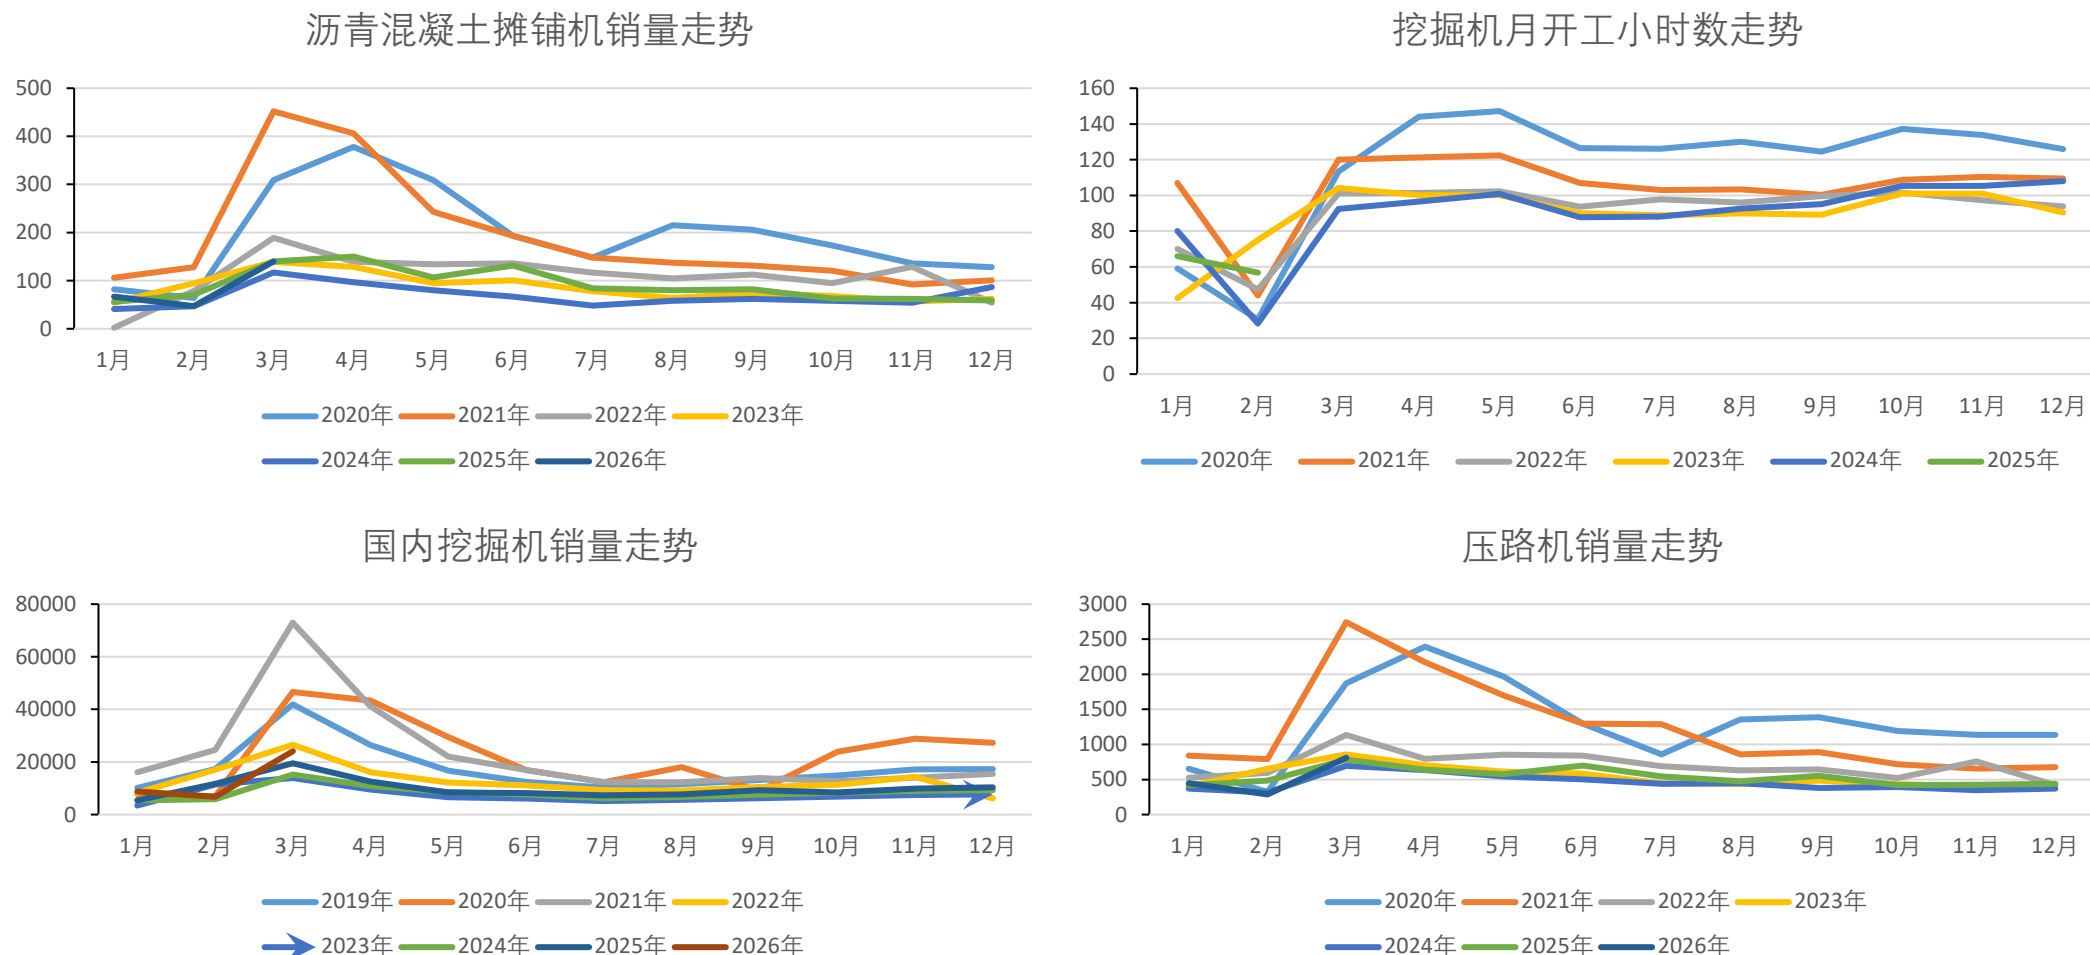 沥青混凝土摊铺机销量走势
500
400
300
200
100
0
1月 2月 3月 4月 5月 6月 7月 8月 9月 10月 11月 12月
2020年 2021年 2022年 2023年
2024年 2025年 2026年
挖掘机月开工小时数走势
160
140
120
100
80
60
40
20
0
1月 2月 3月 4月 5月 6月 7月 8月 9月 10月 11月 12月
2020年 2021年 2022年 2023年 2024年 2025年
国内挖掘机销量走势
80000
60000
40000
20000
0
1月 2月 3月 4月 5月 6月 7月 8月 9月 10月 11月 12月
2019年 2020年 2021年 2022年
2023年 2024年 2025年 2026年
压路机销量走势
3000
2500
2000
1500
1000
500
0
1月 2月 3月 4月 5月 6月 7月 8月 9月 10月 11月 12月
2020年 2021年 2022年 2023年
2024年 2025年 2026年